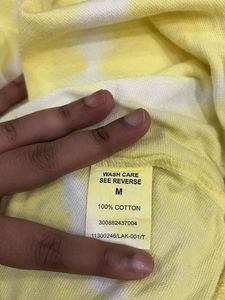 WASH CARE
SEE REVERSE
M
100% COTTON
300882437004
11300246/LAK-001/T